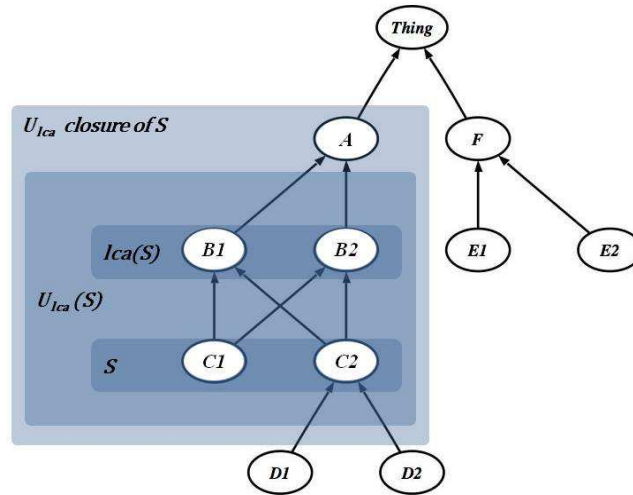 Thing
U_lca closure of S
A
F
lca(S)
B1
B2
E1
E2
U_lca (S)
S
C1
C2
D1
D2